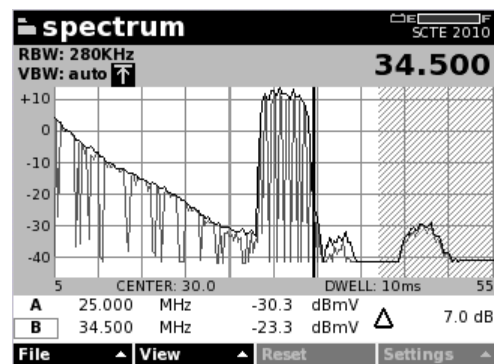 spectrum
E F
SCTE 2010
RBW: 280KHz
VBW: auto
34.500
+10
0
-10
-20
-30
-40
5 CENTER: 30.0 DWELL: 10ms 55
A 25.000 MHz -30.3 dBmV
B 34.500 MHz -23.3 dBmV
Δ 7.0 dB
File View Reset Settings